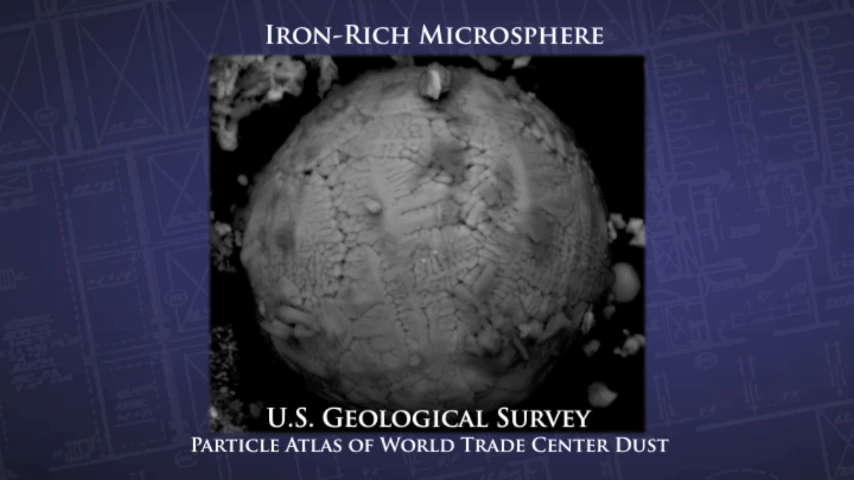 Iron-Rich Microsphere
U.S. Geological Survey
Particle Atlas of World Trade Center Dust